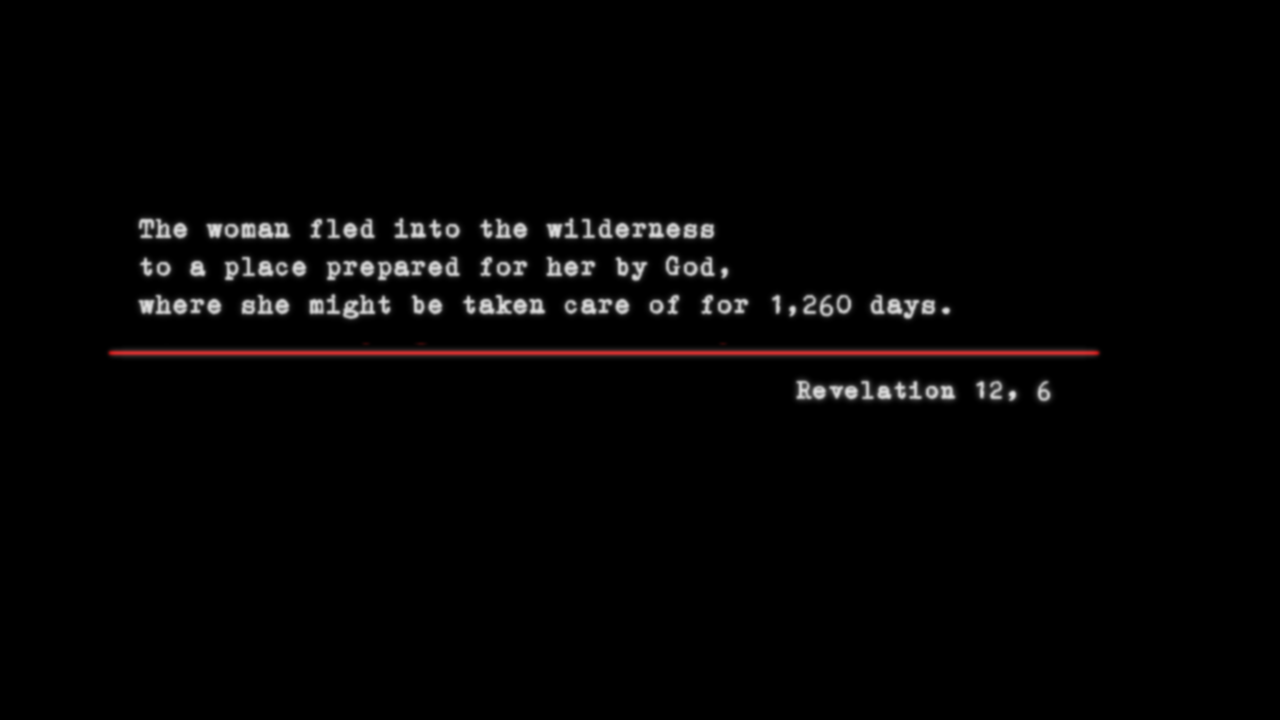 The woman fled into the wilderness
to a place prepared for her by God,
where she might be taken care of for 1,260 days.
Revelation 12, 6